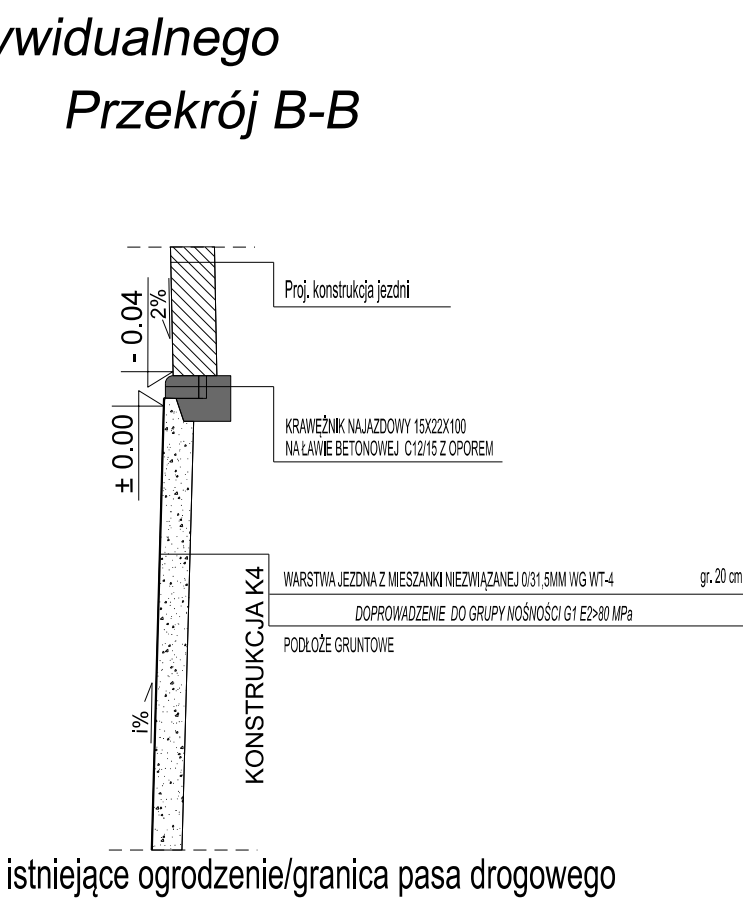 ywidualnego
Przekrój B-B
- 0.04
2%
Proj. konstrukcja jezdni
± 0.00
KRAWĘŻNIK NAJAZDOWY 15X22X100
NA ŁAWIE BETONOWEJ C12/15 Z OPOREM
KONSTRUKCJA K4
WARSTWA JEZDNA Z MIESZANKI NIEZWIĄZANEJ 0/31,5MM WG WT-4 gr. 20 cm
DOPROWADZENIE DO GRUPY NOŚNOŚCI G1 E2>80 MPa
PODŁOŻE GRUNTOWE
i%
istniejące ogrodzenie/granica pasa drogowego